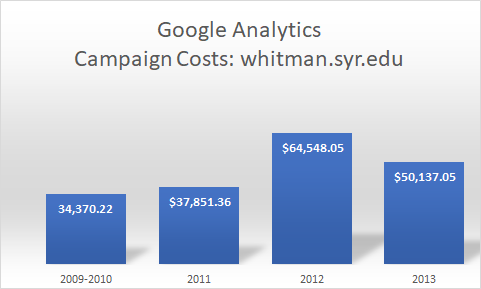 Google Analytics
Campaign Costs: whitman.syr.edu
$64,548.05
$50,137.05
$37,851.36
34,370.22
2009-2010 2011 2012 2013